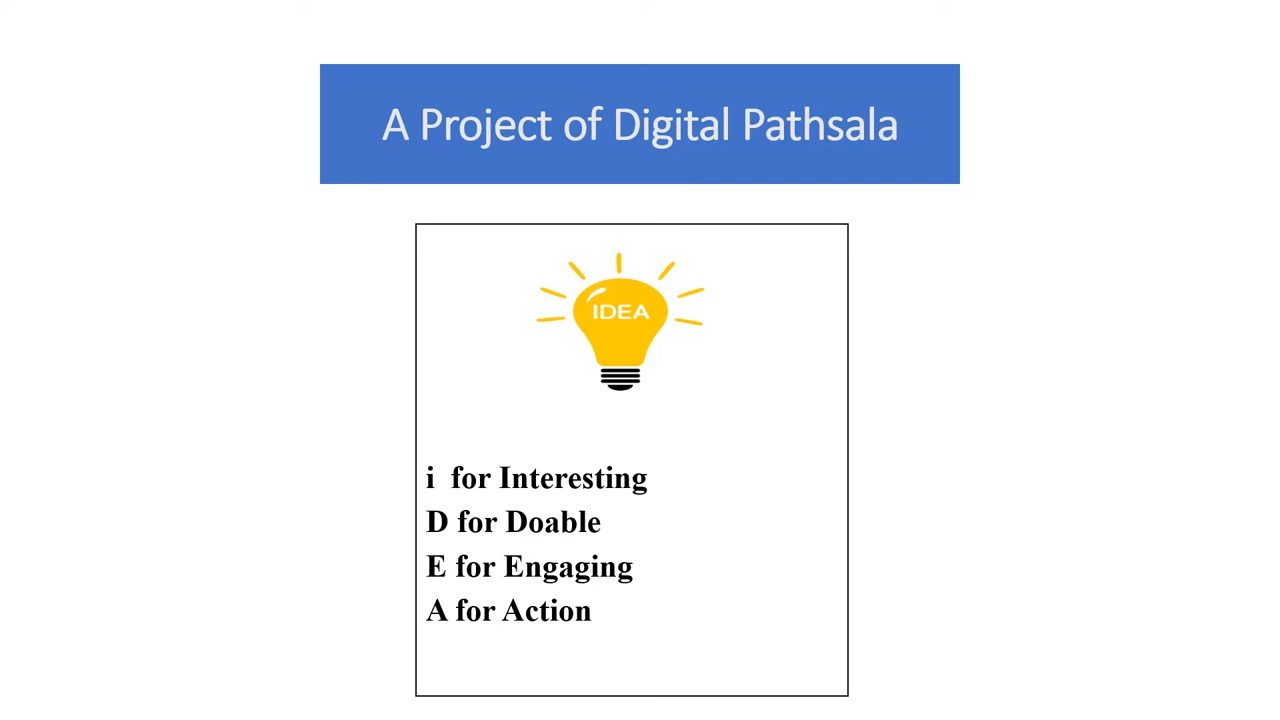 A Project of Digital Pathsala
IDEA
i  for Interesting
D for Doable
E for Engaging
A for Action